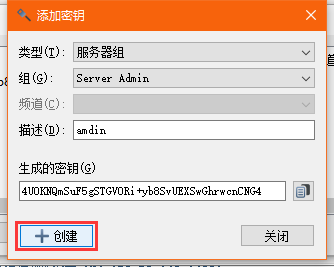 添加密钥
类型(T): 服务器组
组(G): Server Admin
频道(C):
描述(D): amdin
生成的密钥(G)
4UOKNQmSuF5gSTGVORi+yb8SvUEXSwGhrwcnCNG4
创建 关闭